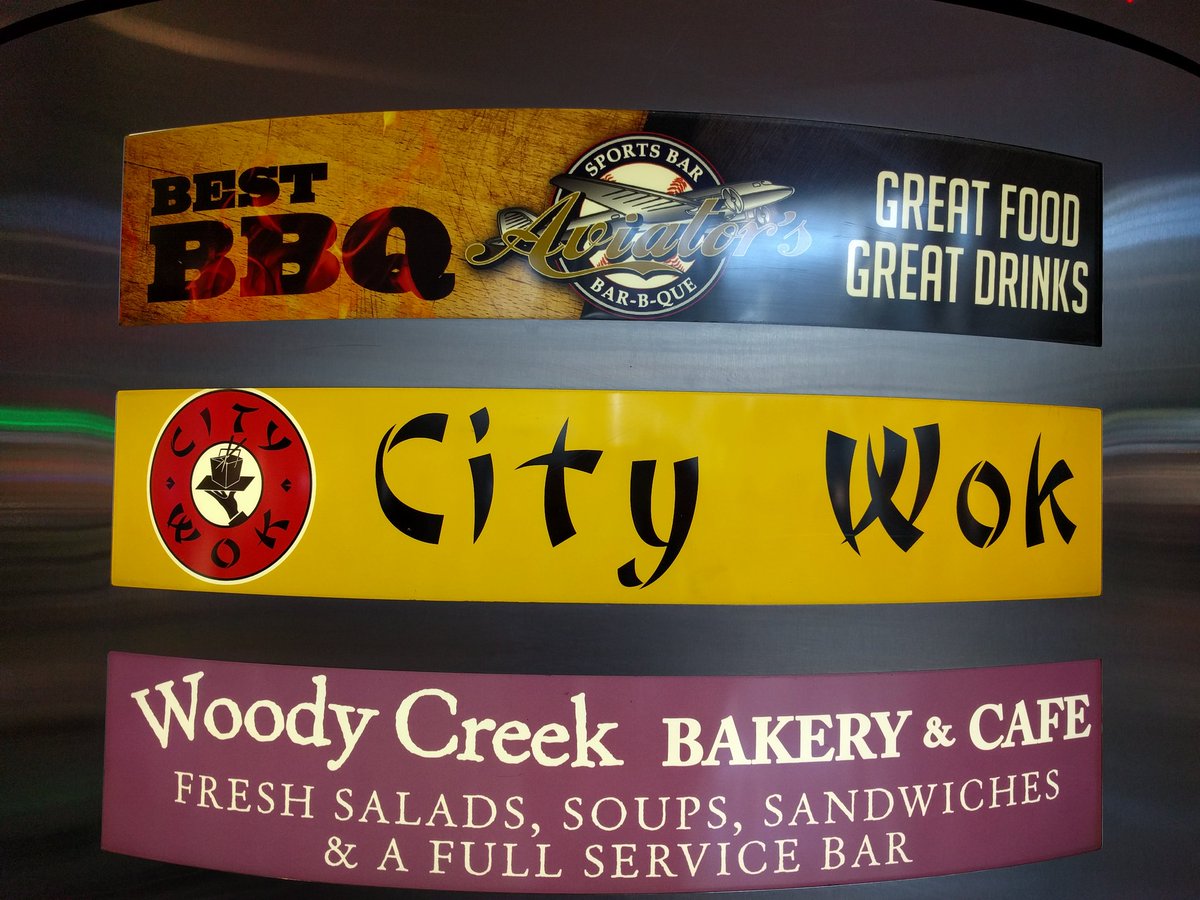 BEST
BBQ
SPORTS BAR
Aviator's
BAR-B-QUE
GREAT FOOD
GREAT DRINKS
CITY
WOK
City Wok
Woody Creek BAKERY & CAFE
FRESH SALADS, SOUPS, SANDWICHES
& A FULL SERVICE BAR